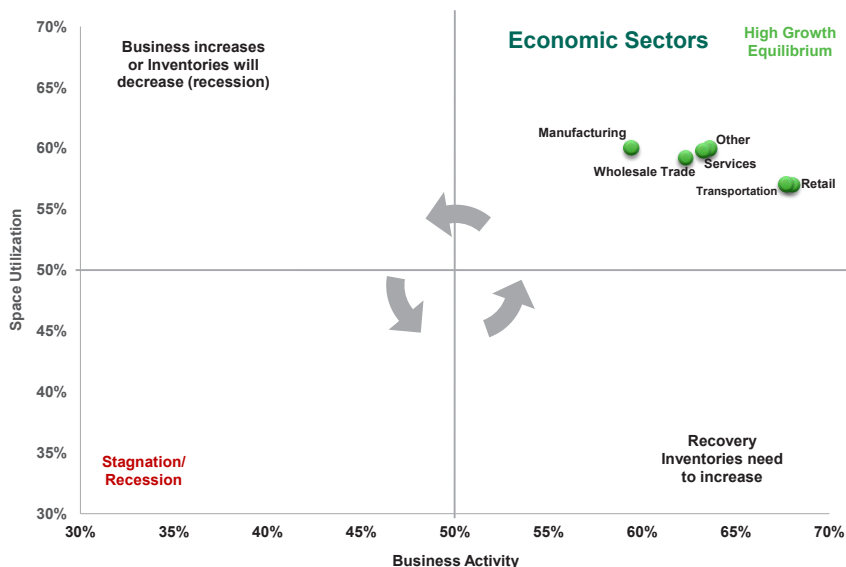 70%
65%
60%
55%
50%
45%
40%
35%
30%
Space Utilization
Business increases
or Inventories will
decrease (recession)
Economic Sectors
High Growth
Equilibrium
Manufacturing
Other
Services
Wholesale Trade
Transportation
Retail
Stagnation/
Recession
Recovery
Inventories need
to increase
30%
35%
40%
45%
50%
55%
60%
65%
70%
Business Activity